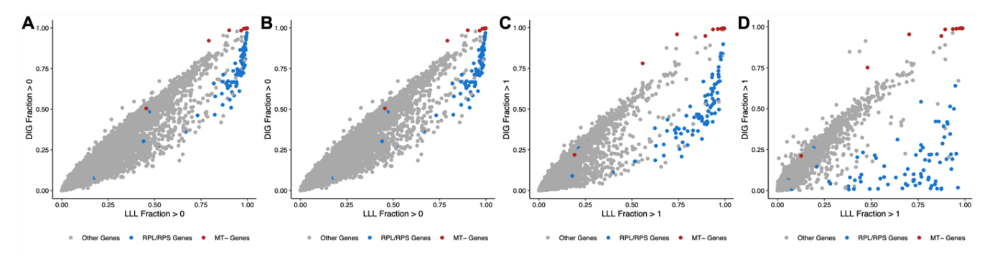 A
DIG Fraction > 0
1.00
0.75
0.50
0.25
0.00
0.00 0.25 0.50 0.75 1.00
LLL Fraction > 0
Other Genes RPL/RPS Genes MT- Genes
B
DIG Fraction > 0
1.00
0.75
0.50
0.25
0.00
0.00 0.25 0.50 0.75 1.00
LLL Fraction > 0
Other Genes RPL/RPS Genes MT- Genes
C
DIG Fraction > 1
1.00
0.75
0.50
0.25
0.00
0.00 0.25 0.50 0.75 1.00
LLL Fraction > 1
Other Genes RPL/RPS Genes MT- Genes
D
DIG Fraction > 1
1.00
0.75
0.50
0.25
0.00
0.00 0.25 0.50 0.75 1.00
LLL Fraction > 1
Other Genes RPL/RPS Genes MT- Genes